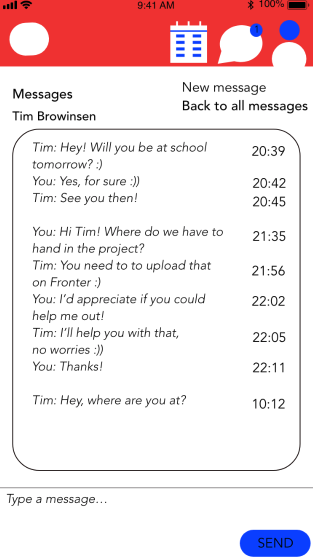 9:41 AM 100%
1
New message
Messages
Back to all messages
Tim Browinsen
Tim: Hey! Will you be at school 20:39
tomorrow? :)
You: Yes, for sure :)) 20:42
Tim: See you then! 20:45
You: Hi Tim! Where do we have to 21:35
hand in the project?
Tim: You need to to upload that 21:56
on Fronter :)
You: I'd appreciate if you could 22:02
help me out!
Tim: I'll help you with that, 22:05
no worries :))
You: Thanks! 22:11
Tim: Hey, where are you at? 10:12
Type a message...
SEND